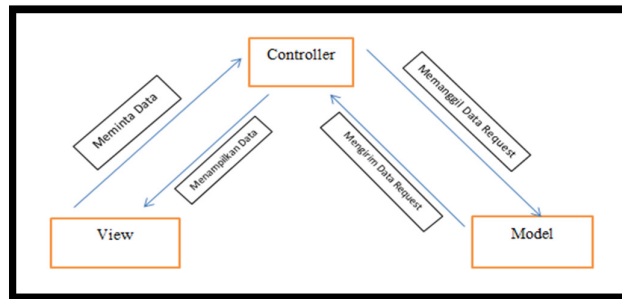 Controller
Meminta Data
Menampilkan Data
Memanggil Data Request
Mengirim Data Request
View
Model